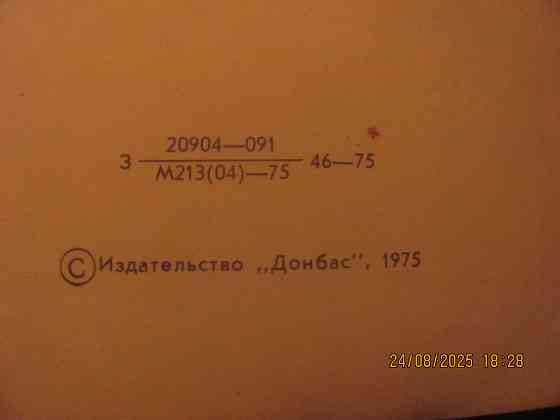 20904—091
З ————— 46—75
М213(04)—75
© Издательство „Донбас", 1975
24/08/2025 18:28